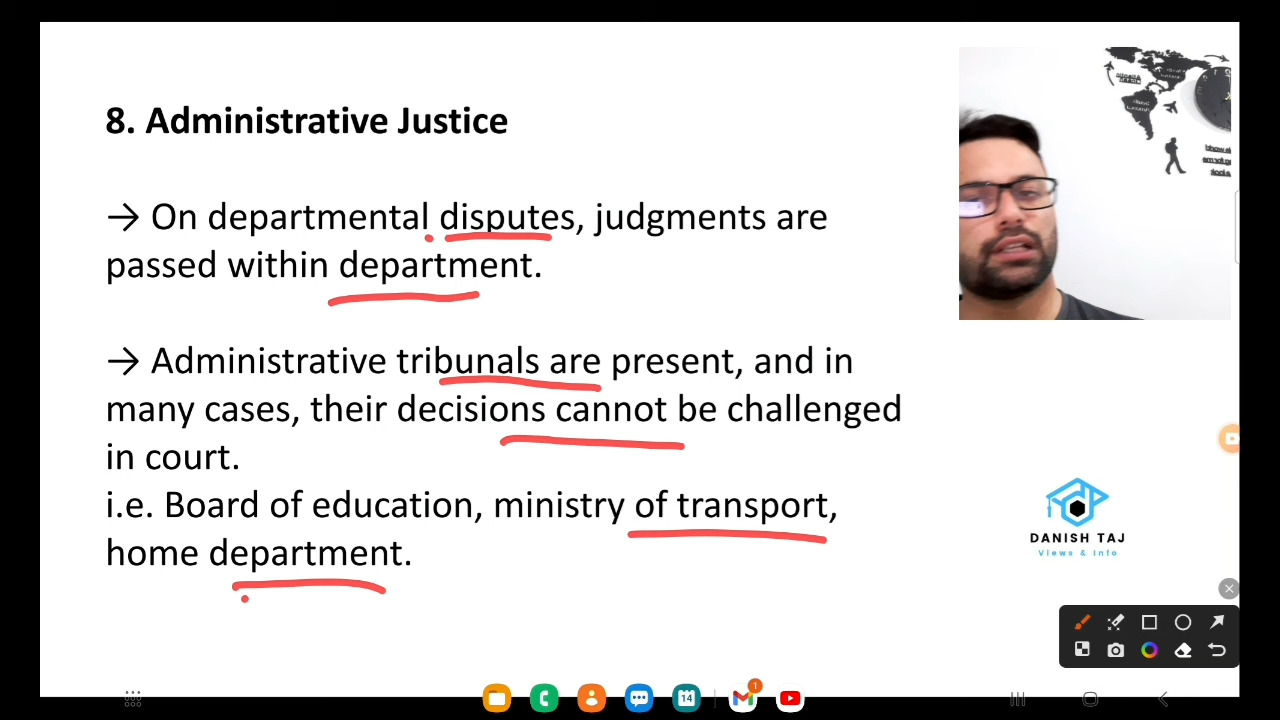 8. Administrative Justice
→ On departmental disputes, judgments are
passed within department.
→ Administrative tribunals are present, and in
many cases, their decisions cannot be challenged
in court.
i.e. Board of education, ministry of transport,
home department.
DANISH TAJ
Views & Info
14
1